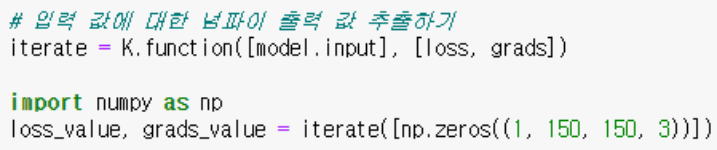 # 입력 값에 대한 넘파이 출력 값 추출하기
iterate = K.function([model.input], [loss, grads])
import numpy as np
loss_value, grads_value = iterate([np.zeros((1, 150, 150, 3))])